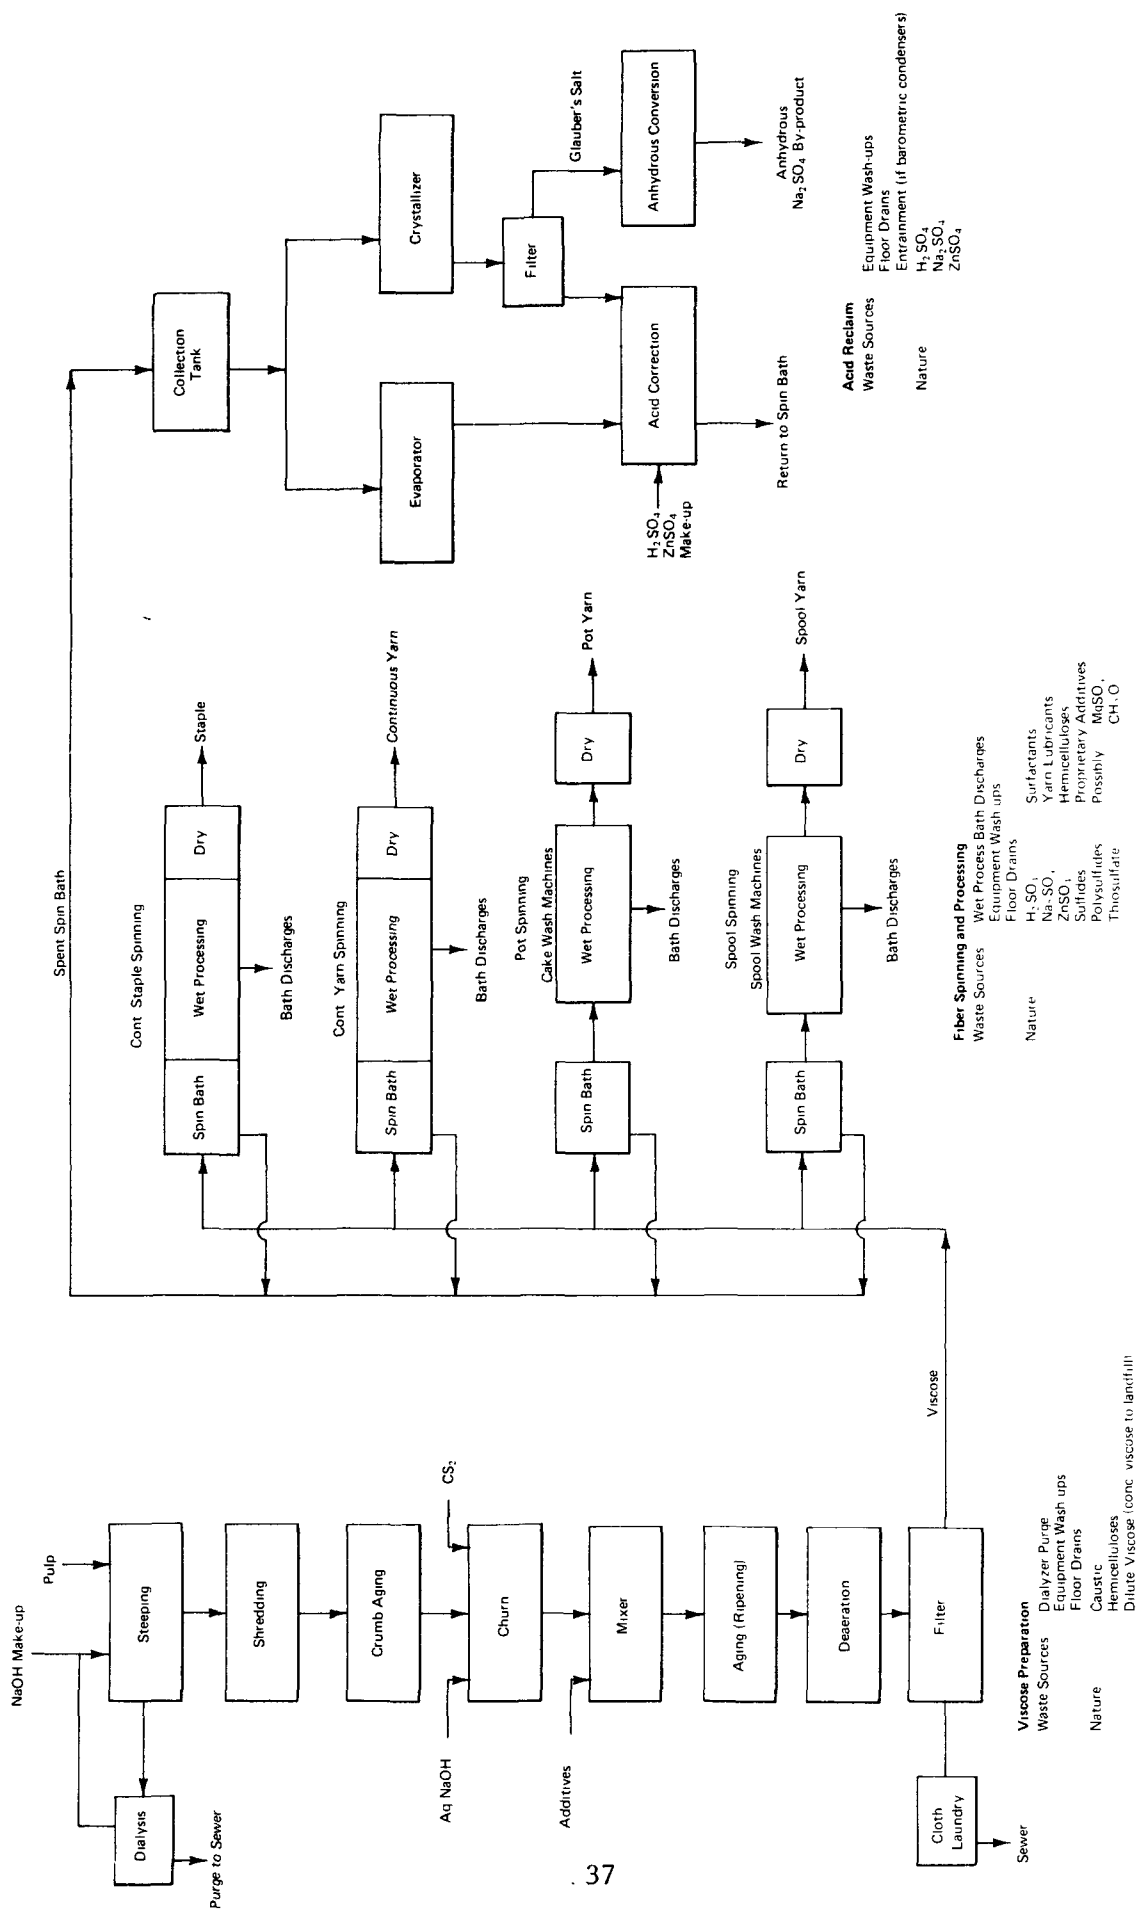 NaOH Make-up
Pulp
Steeping
Dialysis
Purge to Sewer
Shredding
Crumb Aging
CS₂
Aq NaOH
Churn
Additives
Mixer
Aging (Ripening)
Deaeration
Filter
Cloth
Laundry
Sewer
Viscose
Viscose Preparation
Waste Sources Dialyzer Purge
Equipment Wash ups
Floor Drains
Nature Caustic
Hemicelluloses
Dilute Viscose (conc viscose to landfill)
Spent Spin Bath
Cont Staple Spinning
Spin Bath
Wet Processing
Dry
Staple
Bath Discharges
Cont Yarn Spinning
Spin Bath
Wet Processing
Dry
Continuous Yarn
Bath Discharges
Pot Spinning
Cake Wash Machines
Spin Bath
Wet Processing
Dry
Pot Yarn
Bath Discharges
Spool Spinning
Spool Wash Machines
Spin Bath
Wet Processing
Dry
Spool Yarn
Bath Discharges
Fiber Spinning and Processing
Waste Sources Wet Process Bath Discharges
Equipment Wash ups
Floor Drains
Nature
Surfactants
Yarn Lubricants
Hemicelluloses
Sulfides Proprietary Additives
Polysulfides Possibly
Thiosulfate
Collection
Tank
Evaporator
Crystallizer
Filter
Glauber's Salt
H₂SO₄
ZnSO₄
Make-up
Acid Correction
Anhydrous Conversion
Return to Spin Bath
Anhydrous
Na₂SO₄ By-product
Acid Reclaim
Waste Sources Equipment Wash-ups
Floor Drains
Entrainment (if barometric condensers)
Nature H₂SO₄
Na₂SO₄
ZnSO₄
. 37